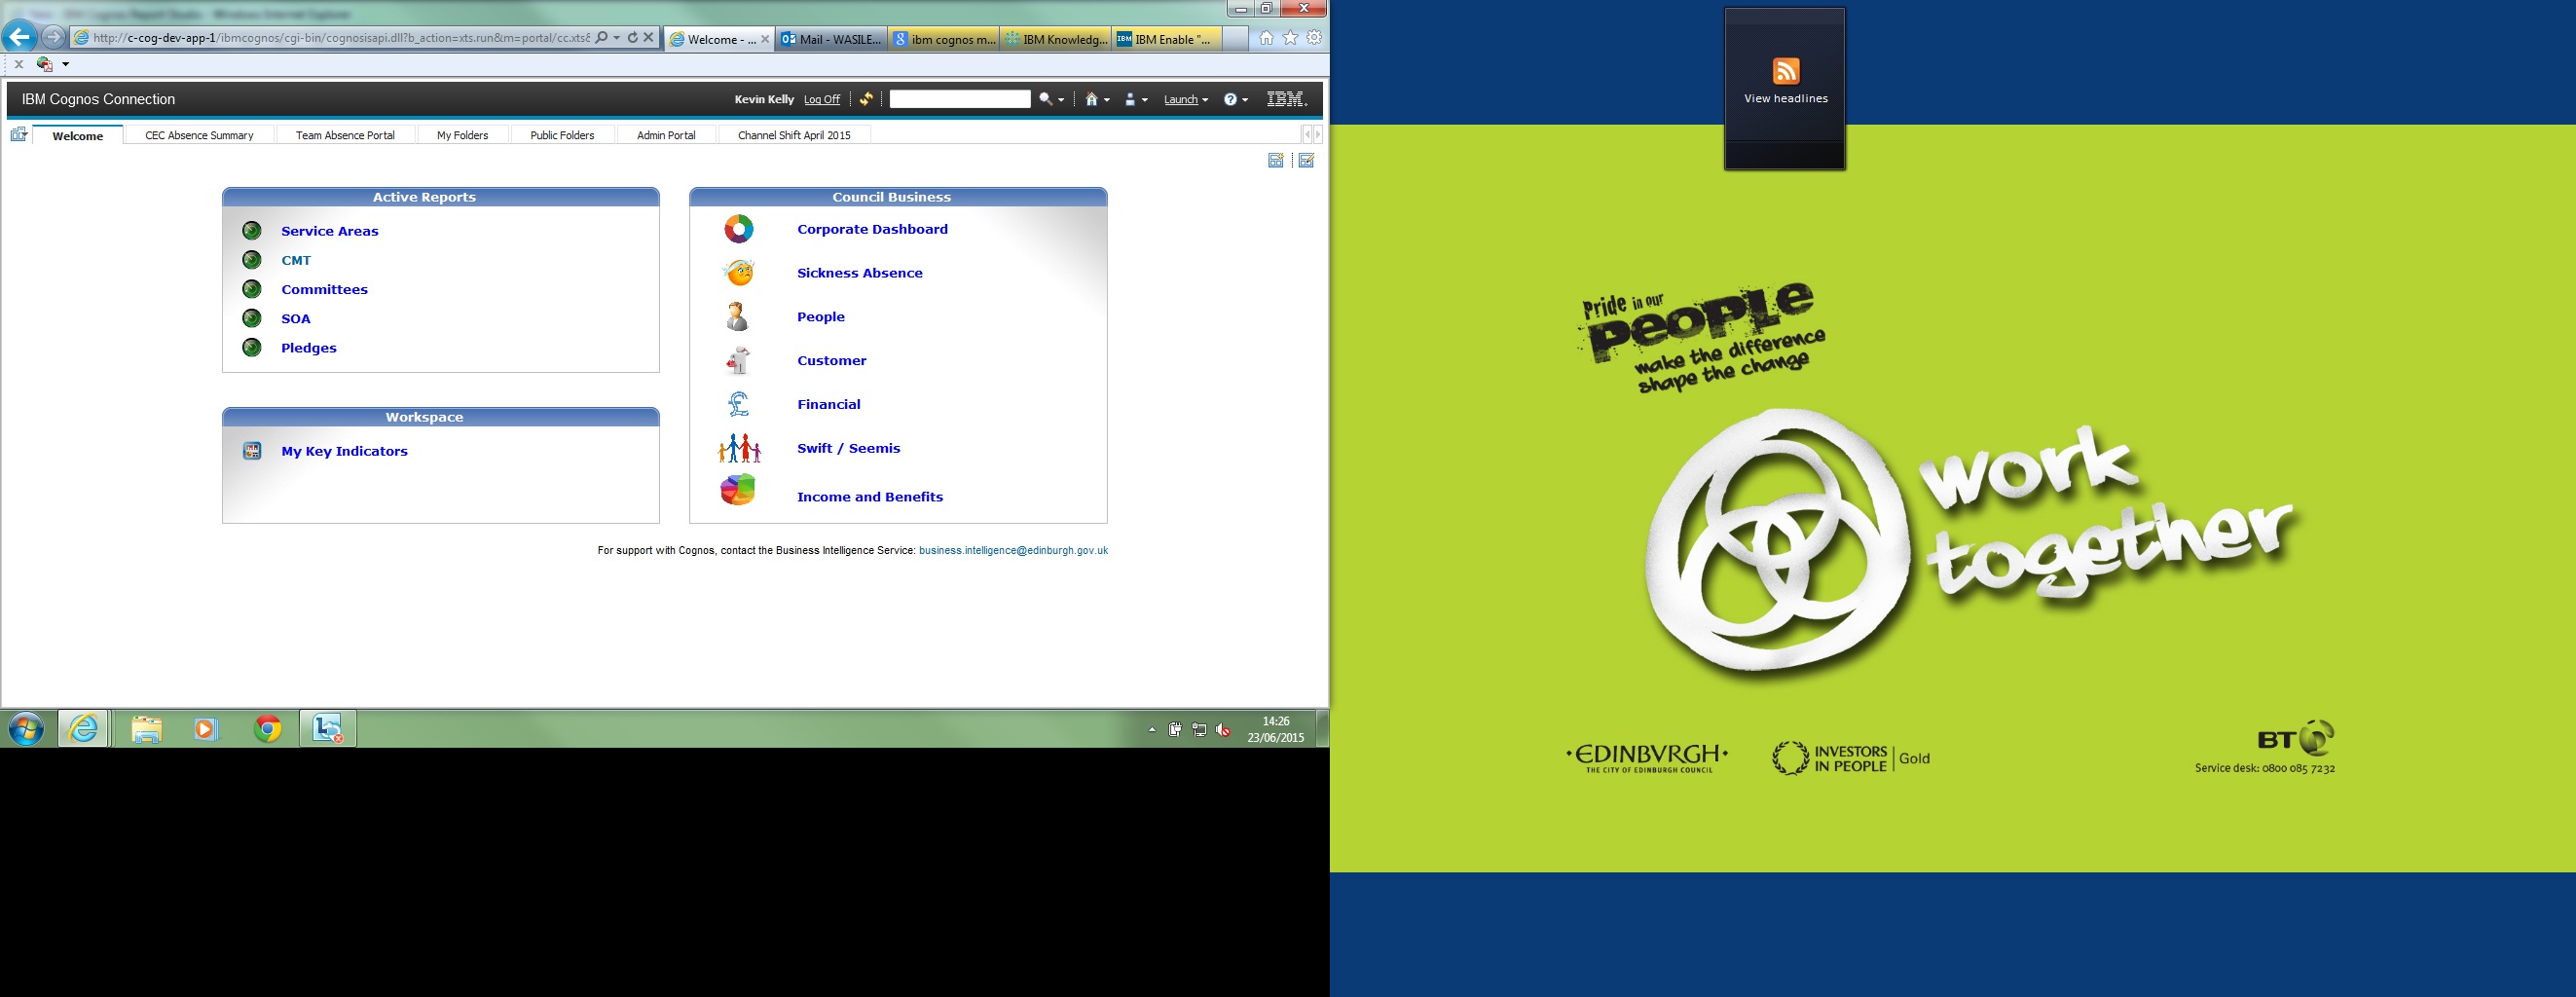 http://c-cog-dev-app-1/ibmcognos/cgi-bin/cognosisapi.dll?b_action=xts.run&m=portal/cc.xts&
Welcome - ...
Mail - WASILE...
ibm cognos m...
IBM Knowledg...
IBM Enable "...
IBM Cognos Connection
Kevin Kelly Log Off
Launch
IBM.
Welcome
CEC Absence Summary
Team Absence Portal
My Folders
Public Folders
Admin Portal
Channel Shift April 2015
Active Reports
Service Areas
CMT
Committees
SOA
Pledges
Workspace
My Key Indicators
Council Business
Corporate Dashboard
Sickness Absence
People
Customer
Financial
Swift / Seemis
Income and Benefits
For support with Cognos, contact the Business Intelligence Service: business.intelligence@edinburgh.gov.uk
14:26
23/06/2015
View headlines
Pride in our
PEOPLE
make the difference
shape the change
work
together
•EDINBVRGH•
THE CITY OF EDINBURGH COUNCIL
INVESTORS
IN PEOPLE
Gold
BT
Service desk: 0800 085 7232